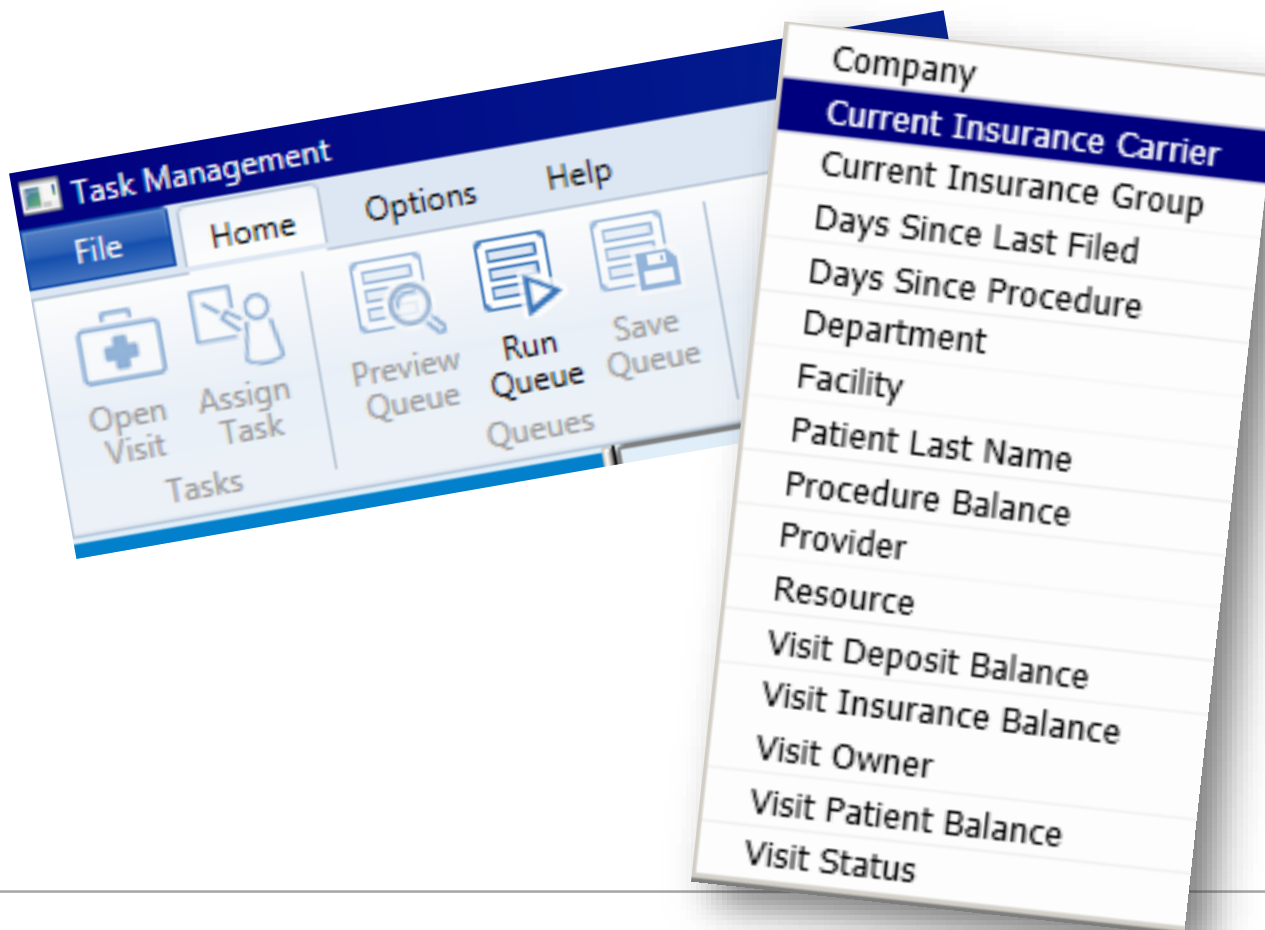 Task Management
File Home Options Help
Open Visit
Assign Task
Tasks
Preview Queue
Run Queue
Save Queue
Queues
Company
Current Insurance Carrier
Current Insurance Group
Days Since Last Filed
Days Since Procedure
Department
Facility
Patient Last Name
Procedure Balance
Provider
Resource
Visit Deposit Balance
Visit Insurance Balance
Visit Owner
Visit Patient Balance
Visit Status